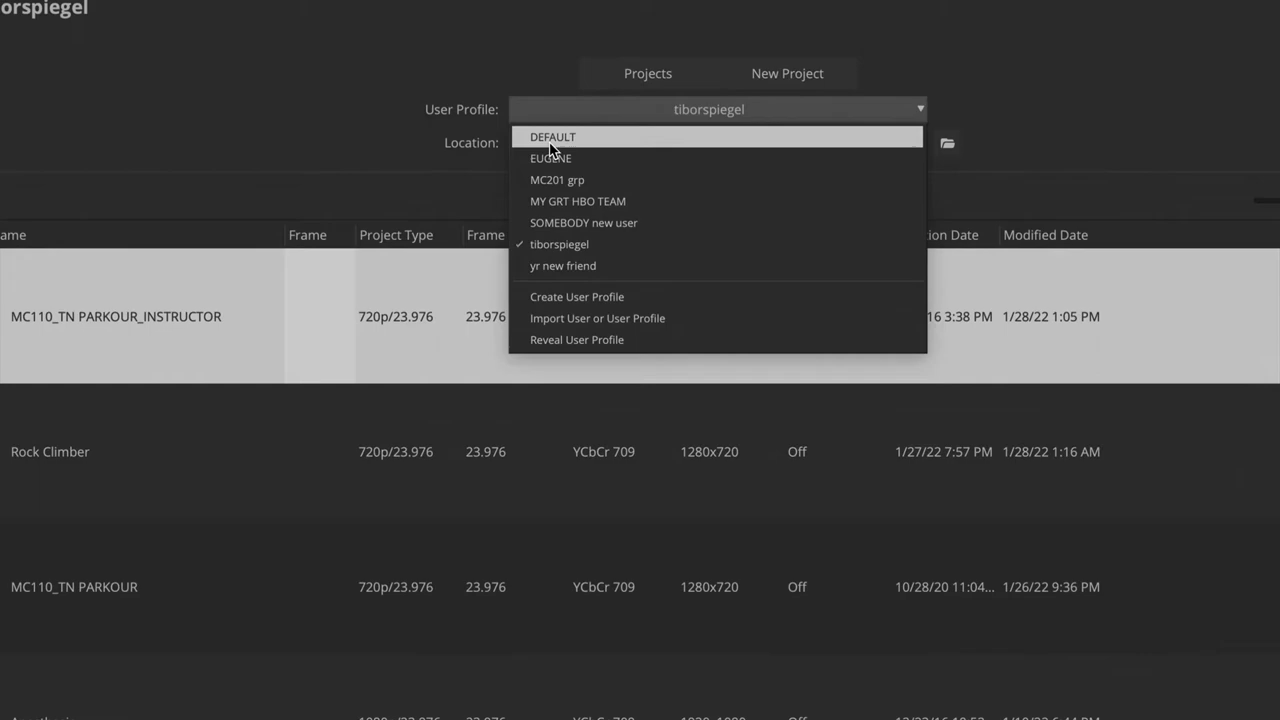 orspiegel
Projects New Project
User Profile: tiborspiegel
Location:
DEFAULT
EUGENE
MC201 grp
MY GRT HBO TEAM
SOMEBODY new user
✓ tiborspiegel
yr new friend
Create User Profile
Import User or User Profile
Reveal User Profile
ame Frame Project Type Frame ion Date Modified Date
MC110_TN PARKOUR_INSTRUCTOR 720p/23.976 23.976 16 3:38 PM 1/28/22 1:05 PM
Rock Climber 720p/23.976 23.976 YCbCr 709 1280x720 Off 1/27/22 7:57 PM 1/28/22 1:16 AM
MC110_TN PARKOUR 720p/23.976 23.976 YCbCr 709 1280x720 Off 10/28/20 11:04... 1/26/22 9:36 PM